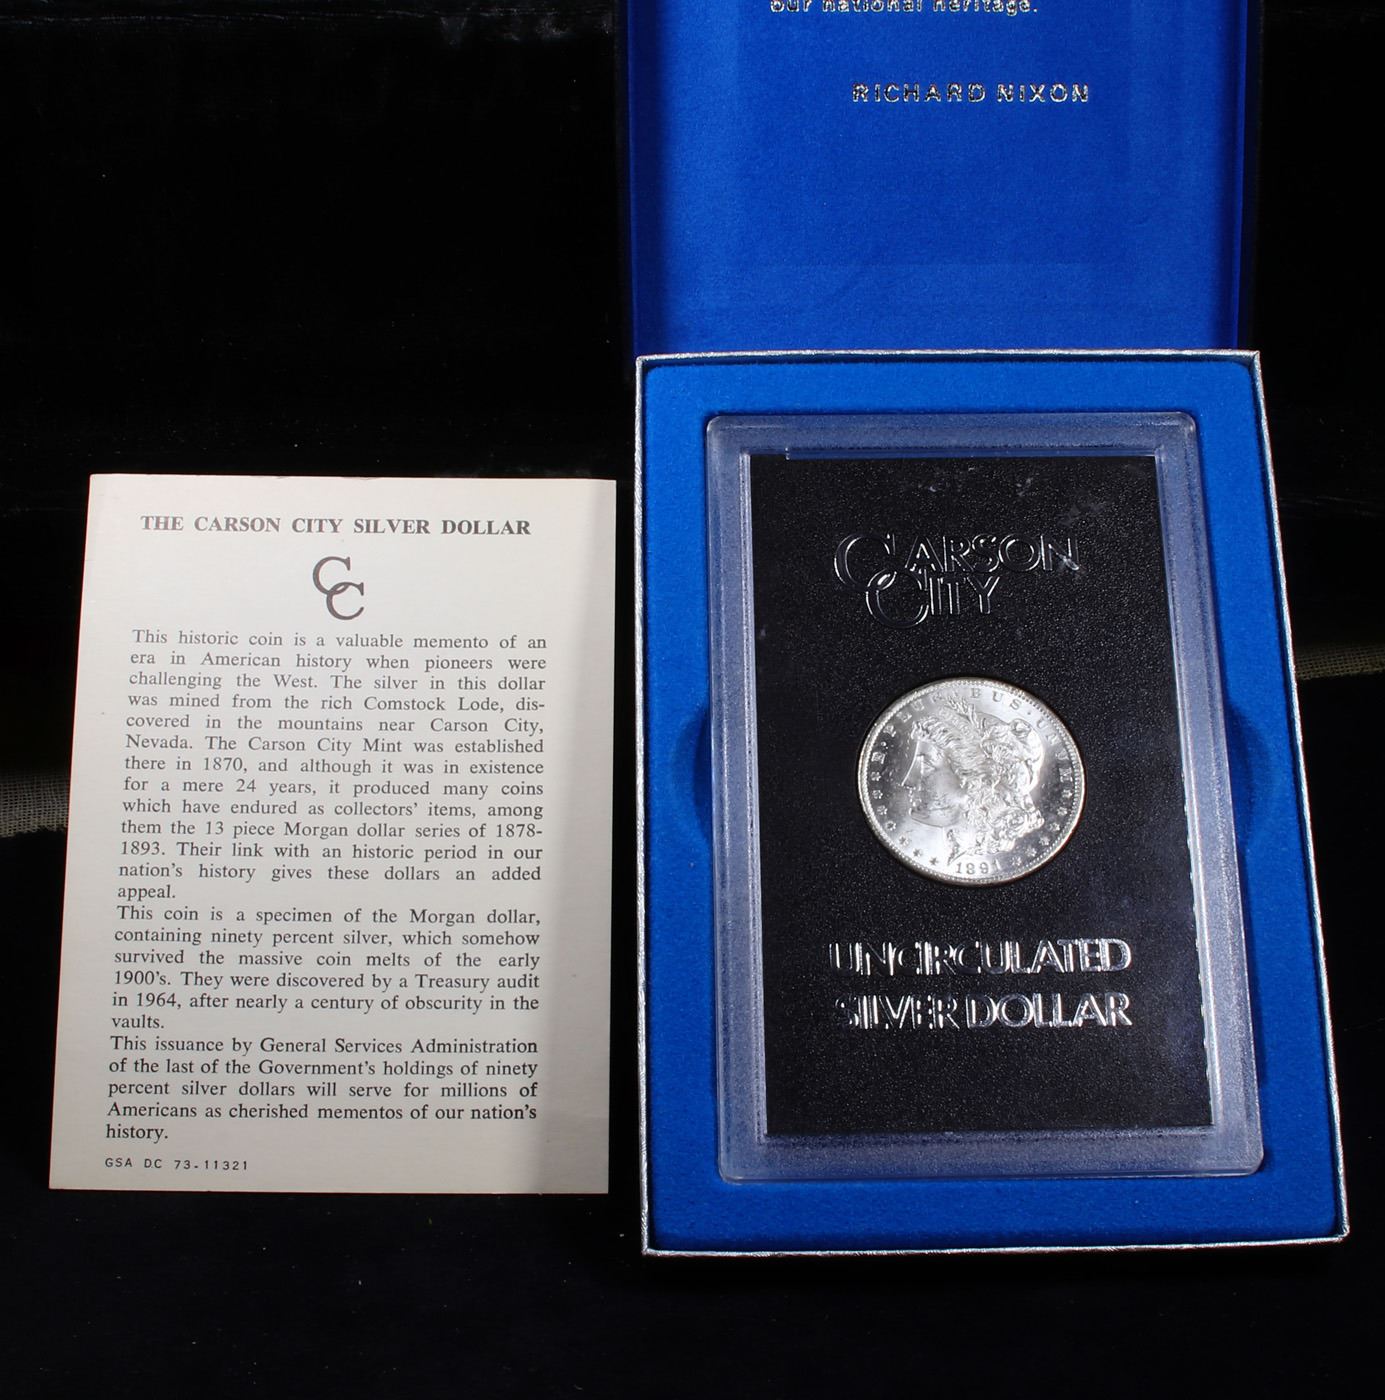 our national heritage.
RICHARD NIXON
THE CARSON CITY SILVER DOLLAR
CC
This historic coin is a valuable memento of an
era in American history when pioneers were
challenging the West. The silver in this dollar
was mined from the rich Comstock Lode, dis-
covered in the mountains near Carson City,
Nevada. The Carson City Mint was established
there in 1870, and although it was in existence
for a mere 24 years, it produced many coins
which have endured as collectors' items, among
them the 13 piece Morgan dollar series of 1878-
1893. Their link with an historic period in our
nation's history gives these dollars an added
appeal.
This coin is a specimen of the Morgan dollar,
containing ninety percent silver, which somehow
survived the massive coin melts of the early
1900's. They were discovered by a Treasury audit
in 1964, after nearly a century of obscurity in the
vaults.
This issuance by General Services Administration
of the last of the Government's holdings of ninety
percent silver dollars will serve for millions of
Americans as cherished mementos of our nation's
history.
GSA DC 73-11321
CARSON
CITY
E·PLURIBUS·UNUM
1891
UNCIRCULATED
SILVER DOLLAR